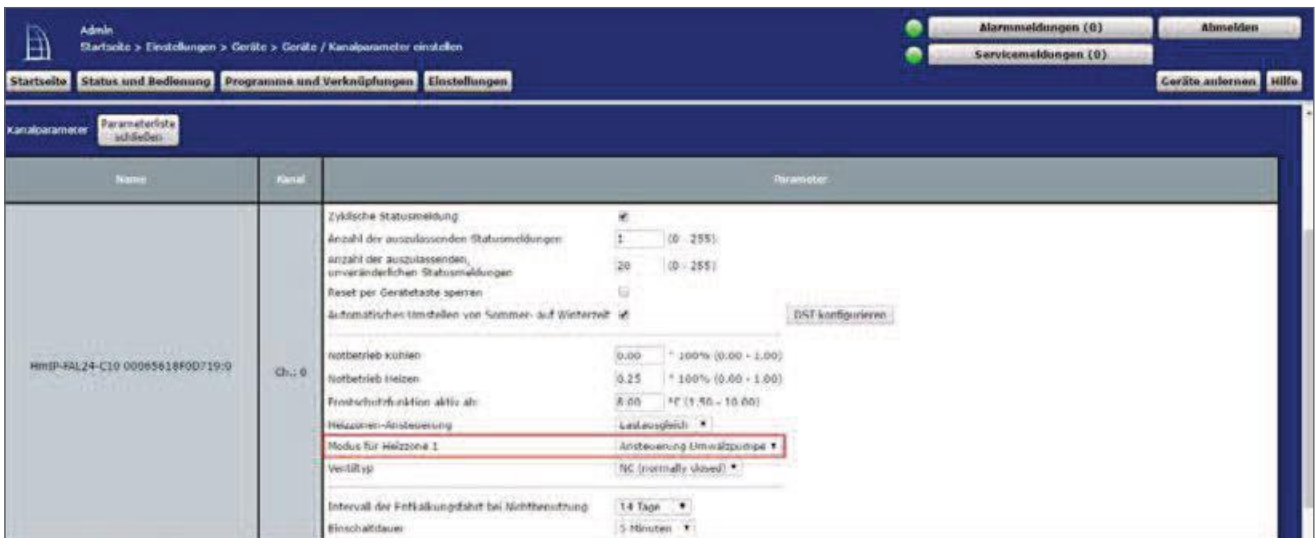 Admin
Startseite > Einstellungen > Geräte > Geräte / Kanalparameter einstellen
Alarmmeldungen (0)
Abmelden
Servicemeldungen (0)
Startseite
Status und Bedienung
Programme und Verknüpfungen
Einstellungen
Geräte anlernen
Hilfe
Kanalparameter
Parameterliste
schließen
Name
Kanal
Parameter
Zyklische Statusmeldung
Anzahl der auszulassenden Statusmeldungen 1 (0 - 255)
Anzahl der auszulassenden,
unveränderlichen Statusmeldungen 20 (0 - 255)
Reset per Gerätetaste sperren
Automatisches Umstellen von Sommer- auf Winterzeit DST konfigurieren
HmIP-FAL24-C10 00065618F0D719:0
Ch.: 0
Notbetrieb Kühlen 0.00 * 100% (0.00 - 1.00)
Notbetrieb Heizen 0.25 * 100% (0.00 - 1.00)
Frostschutzfunktion aktiv ab: 8.00 °C (1.50 - 10.00)
Heizzonen-Ansteuerung Lastausgleich
Modus für Heizzone 1 Ansteuerung Umwälzpumpe
Ventiltyp NC (normally closed)
Intervall der Entkalkungsfahrt bei Nichtbenutzung 14 Tage
Einschaltdauer 5 Minuten